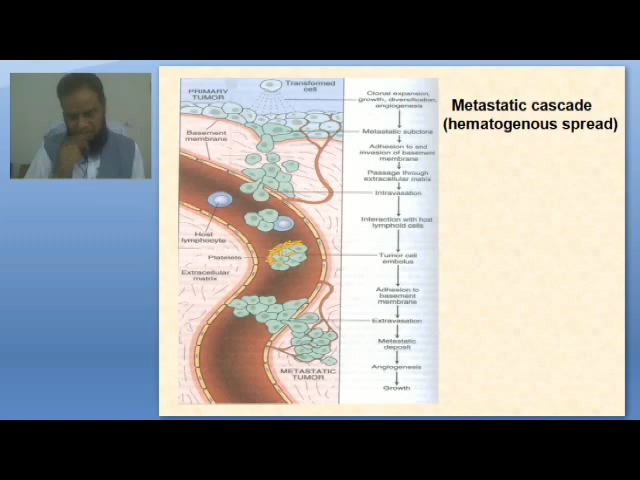 Metastatic cascade
(hematogenous spread)
PRIMARY
TUMOR
Transformed
cell
Basement
membrane
Host
lymphocyte
Platelets
Extracellular
matrix
METASTATIC
TUMOR
Clonal expansion,
growth, diversification,
angiogenesis
Metastatic subclone
Adhesion to and
invasion of basement
membrane
Passage through
extracellular matrix
Intravasation
Interaction with host
lymphoid cells
Tumor cell
embolus
Adhesion to
basement
membrane
Extravasation
Metastatic
deposit
Angiogenesis
Growth